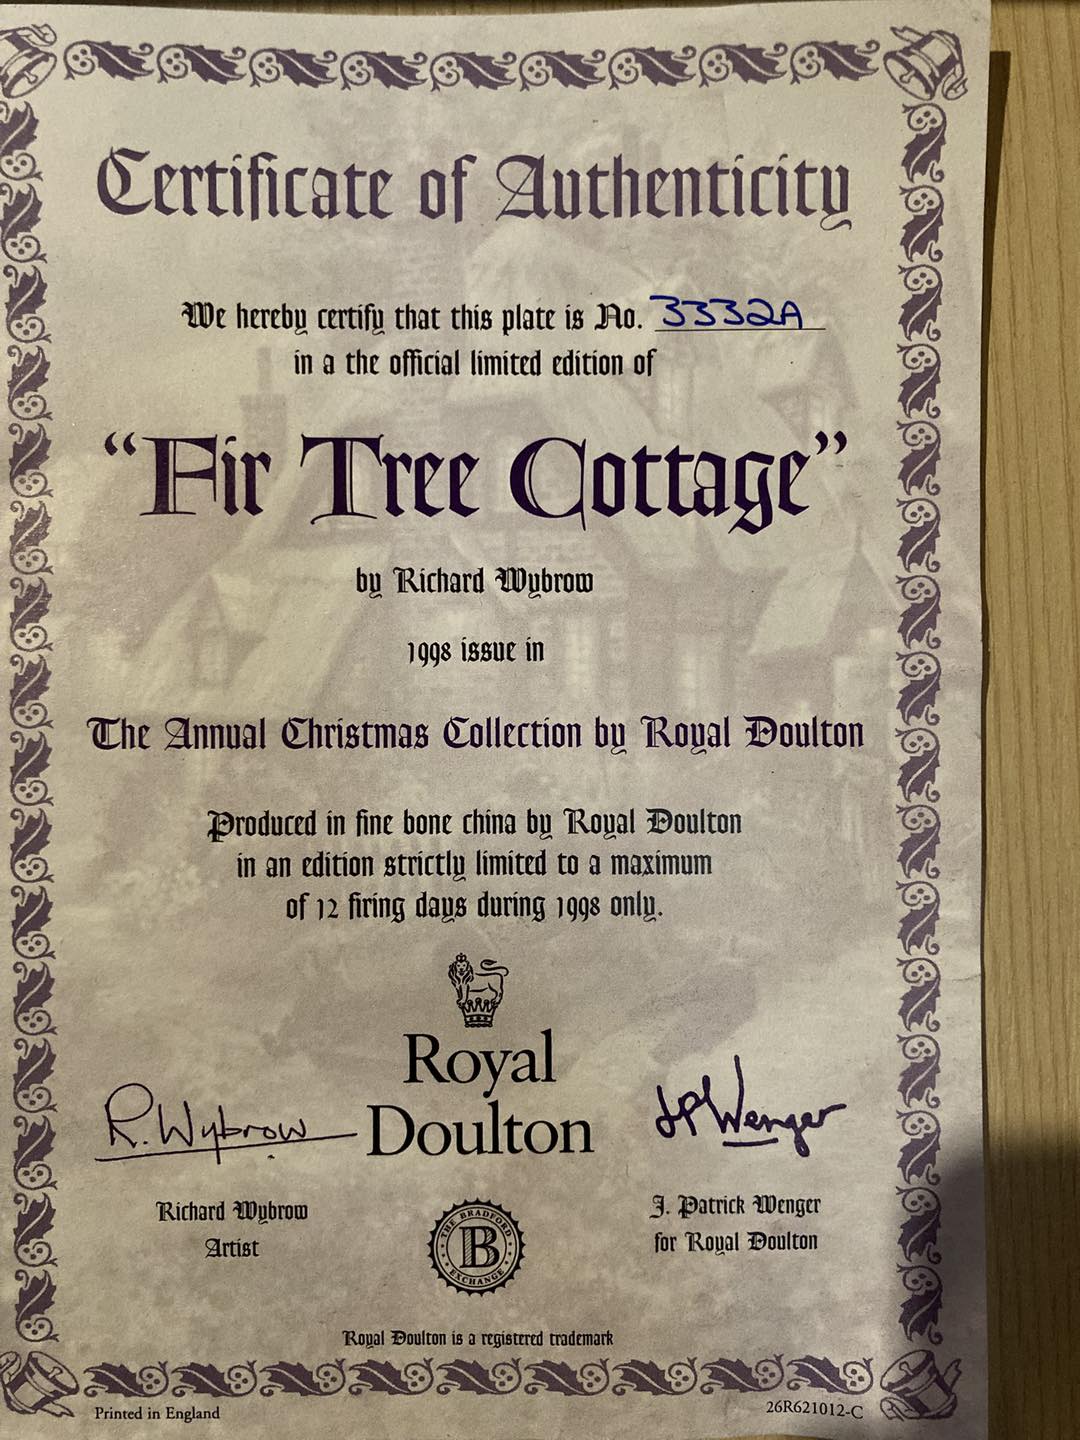 Certificate of Authenticity
We hereby certify that this plate is No. 3332A
in a the official limited edition of
“Fir Tree Cottage”
by Richard Wybrow
1998 issue in
The Annual Christmas Collection by Royal Doulton
Produced in fine bone china by Royal Doulton
in an edition strictly limited to a maximum
of 12 firing days during 1998 only.
Royal
Doulton
R. Wybrow
JP Wenger
Richard Wybrow
Artist
THE BRADFORD
B
EXCHANGE
J. Patrick Wenger
for Royal Doulton
Royal Doulton is a registered trademark
Printed in England
26R621012-C